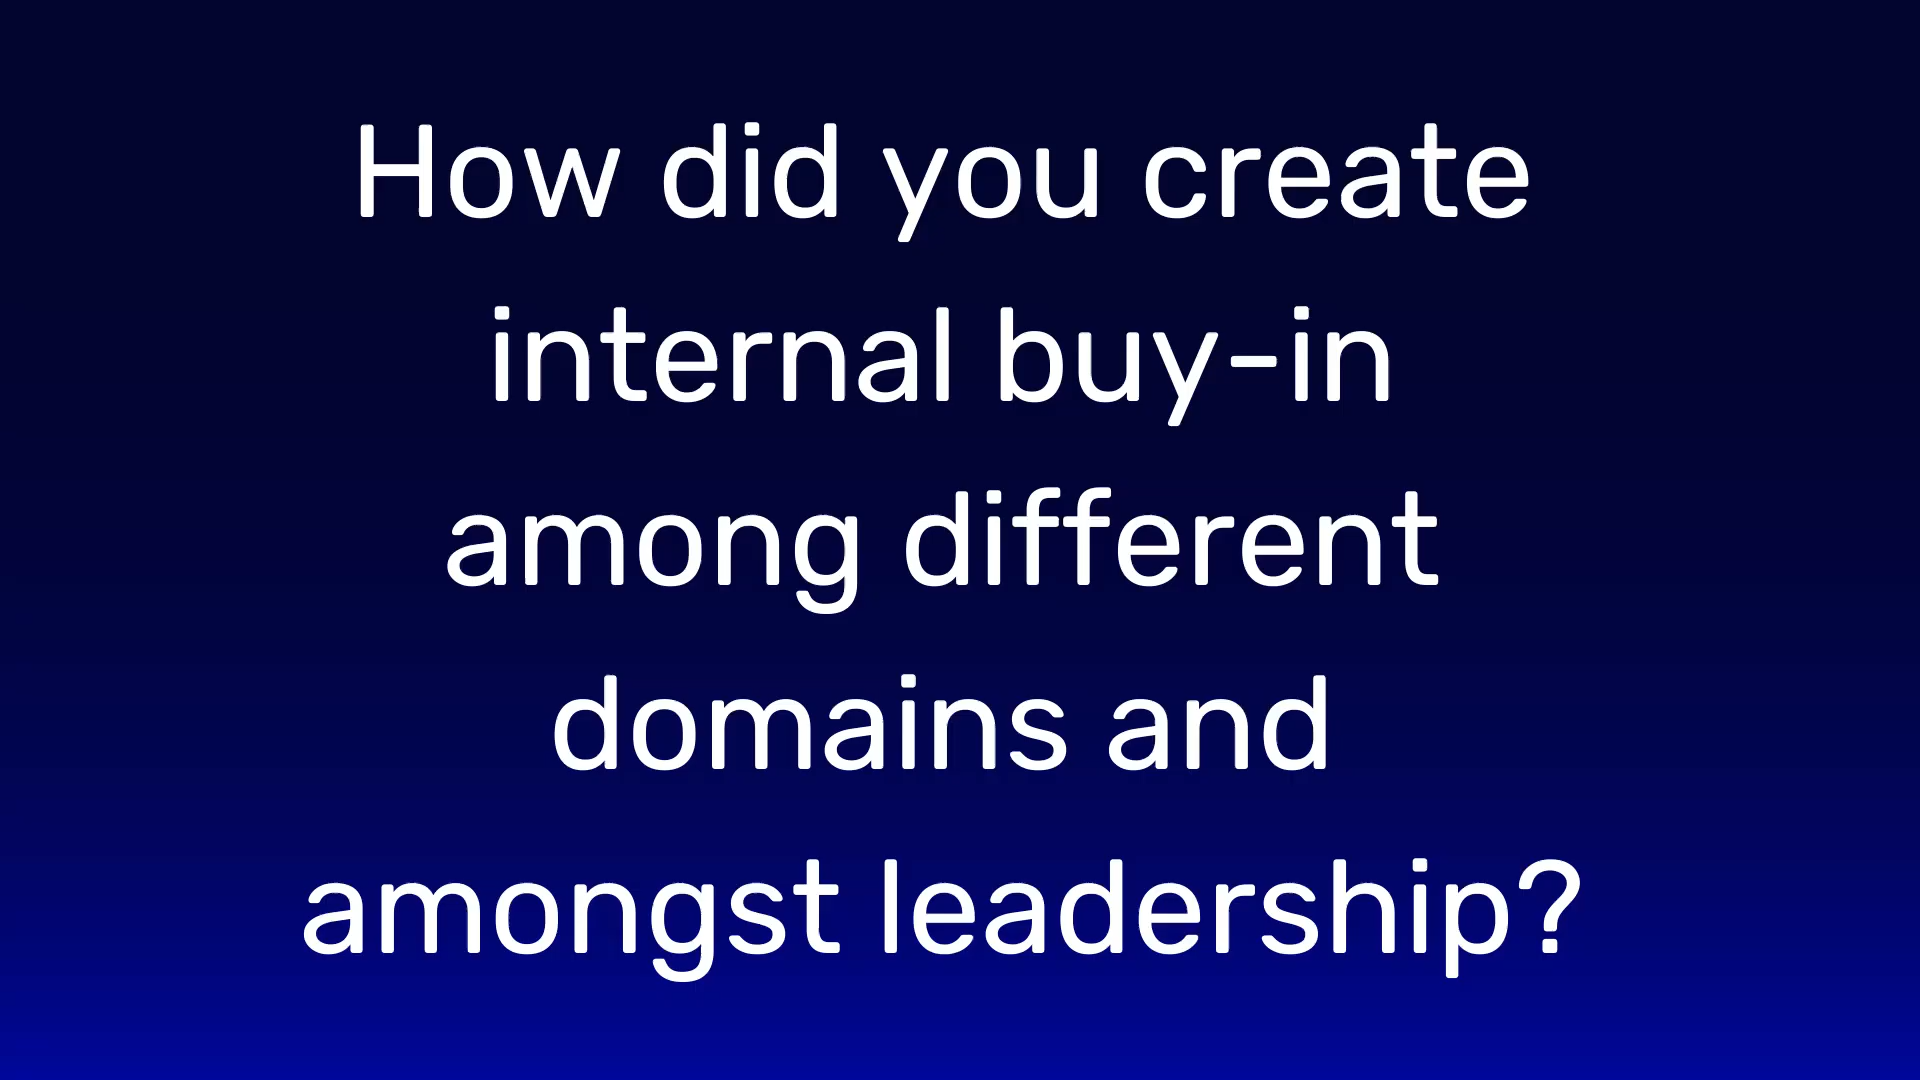 How did you create
internal buy-in
among different
domains and
amongst leadership?